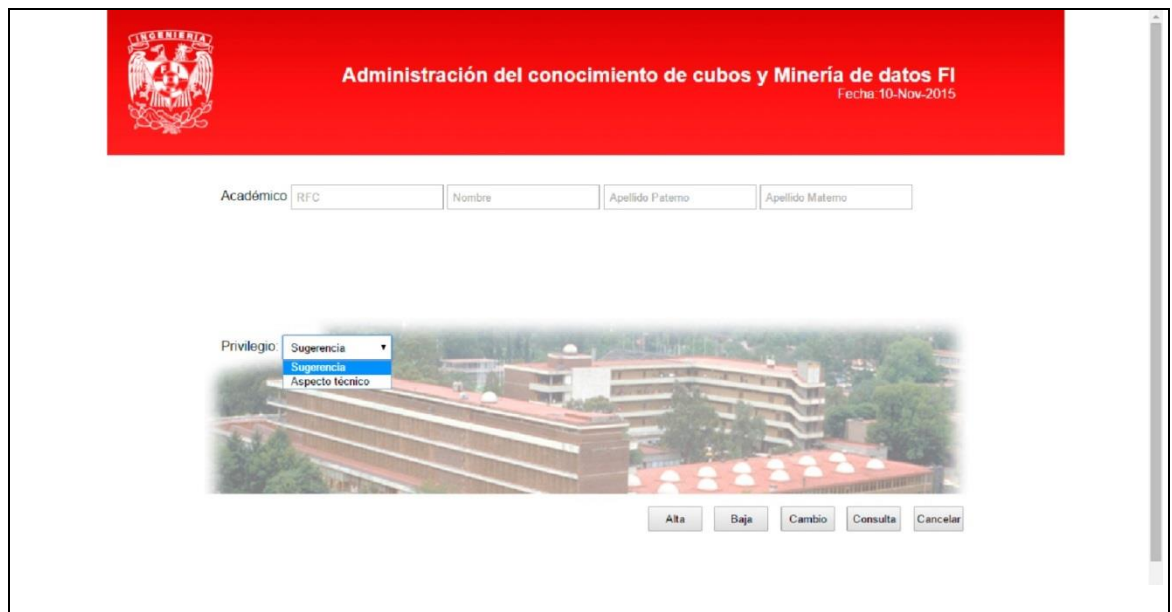 INGENIERIA
Administración del conocimiento de cubos y Minería de datos FI
Fecha:10-Nov-2015
Académico RFC Nombre Apellido Paterno Apellido Materno
Privilegio: Sugerencia
Sugerencia
Aspecto técnico
Alta Baja Cambio Consulta Cancelar